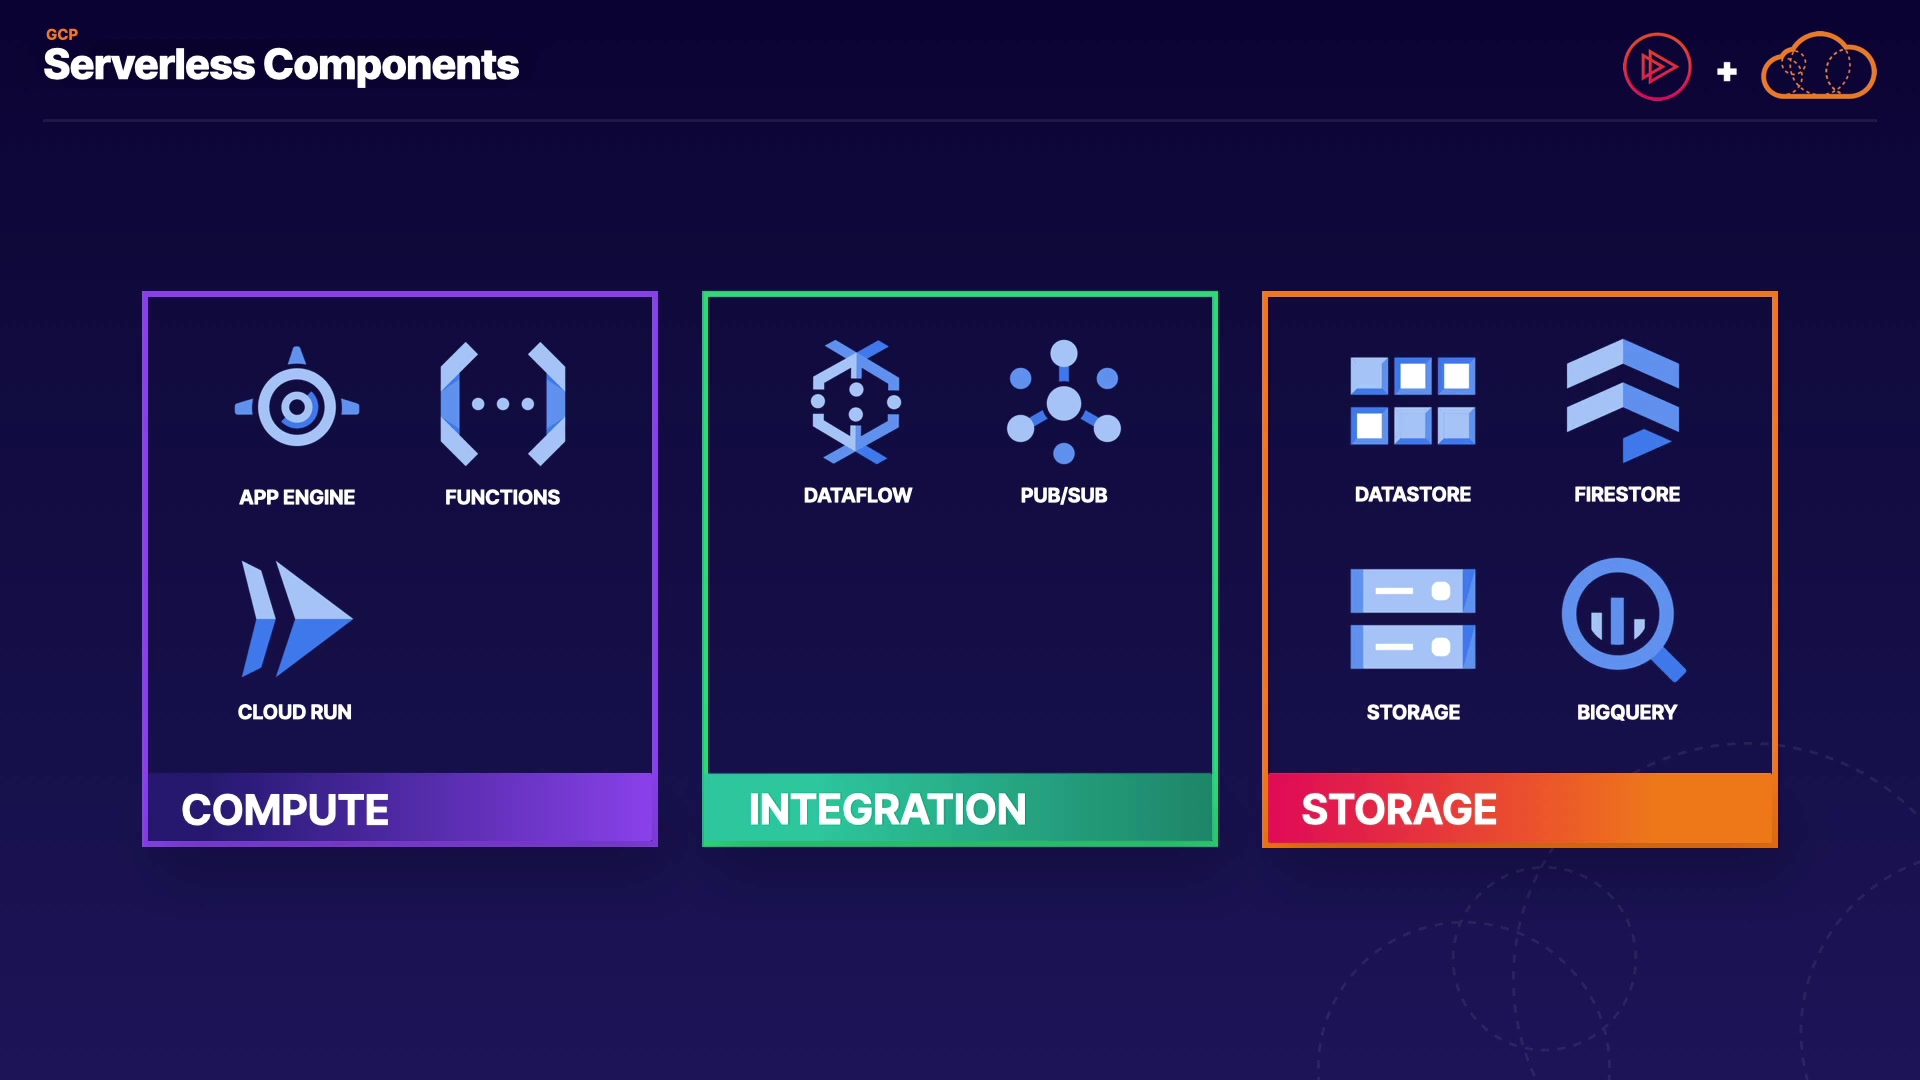 GCP
Serverless Components
APP ENGINE
FUNCTIONS
CLOUD RUN
COMPUTE
DATAFLOW
PUB/SUB
INTEGRATION
DATASTORE
FIRESTORE
STORAGE
BIGQUERY
STORAGE